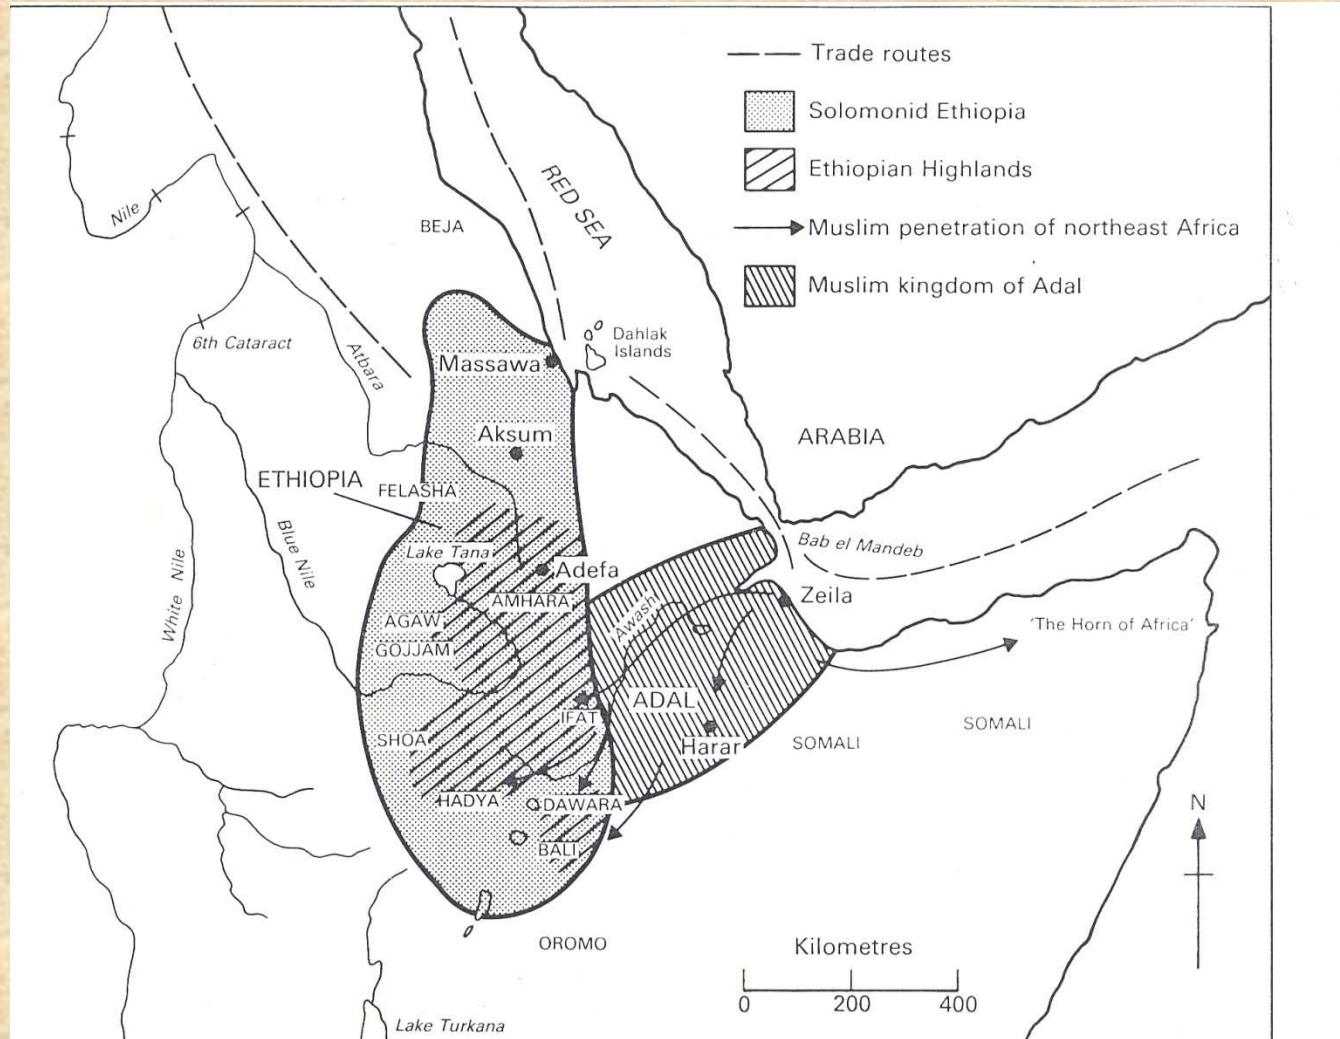 Trade routes
Solomonid Ethiopia
Ethiopian Highlands
Muslim penetration of northeast Africa
Muslim kingdom of Adal
RED SEA
Nile
BEJA
6th Cataract
Atbara
Dahlak
Islands
Massawa
Aksum
ARABIA
ETHIOPIA
FELASHA
Blue Nile
White Nile
Lake Tana
Bab el Mandeb
Adefa
AMHARA
Zeila
Awash
AGAW
GOJJAM
'The Horn of Africa'
ADAL
IFAT
SHOA
Harar
SOMALI
SOMALI
HADYA
DAWARA
BALI
N
OROMO
Kilometres
0 200 400
Lake Turkana